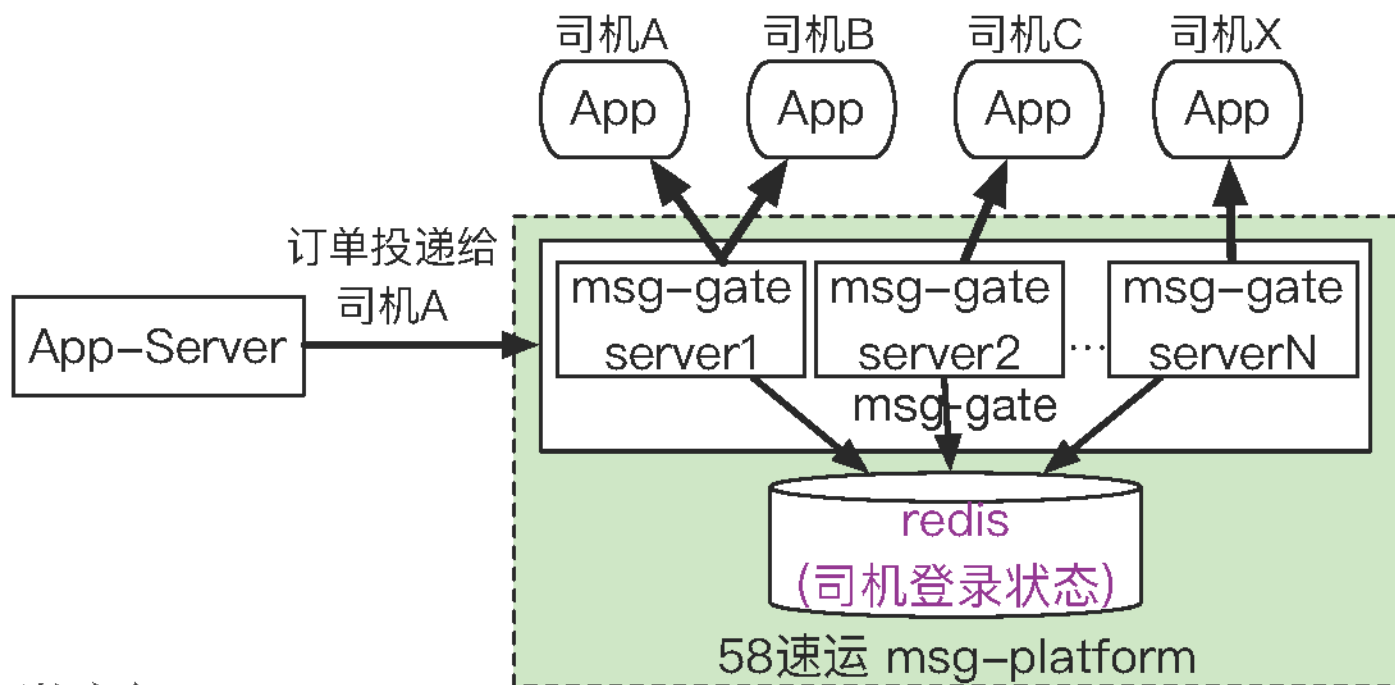 司机A
司机B
司机C
司机X
App
App
App
App
订单投递给
司机A
App-Server
msg-gate
server1
msg-gate
server2
...
msg-gate
serverN
msg-gate
redis
(司机登录状态)
58速运 msg-platform